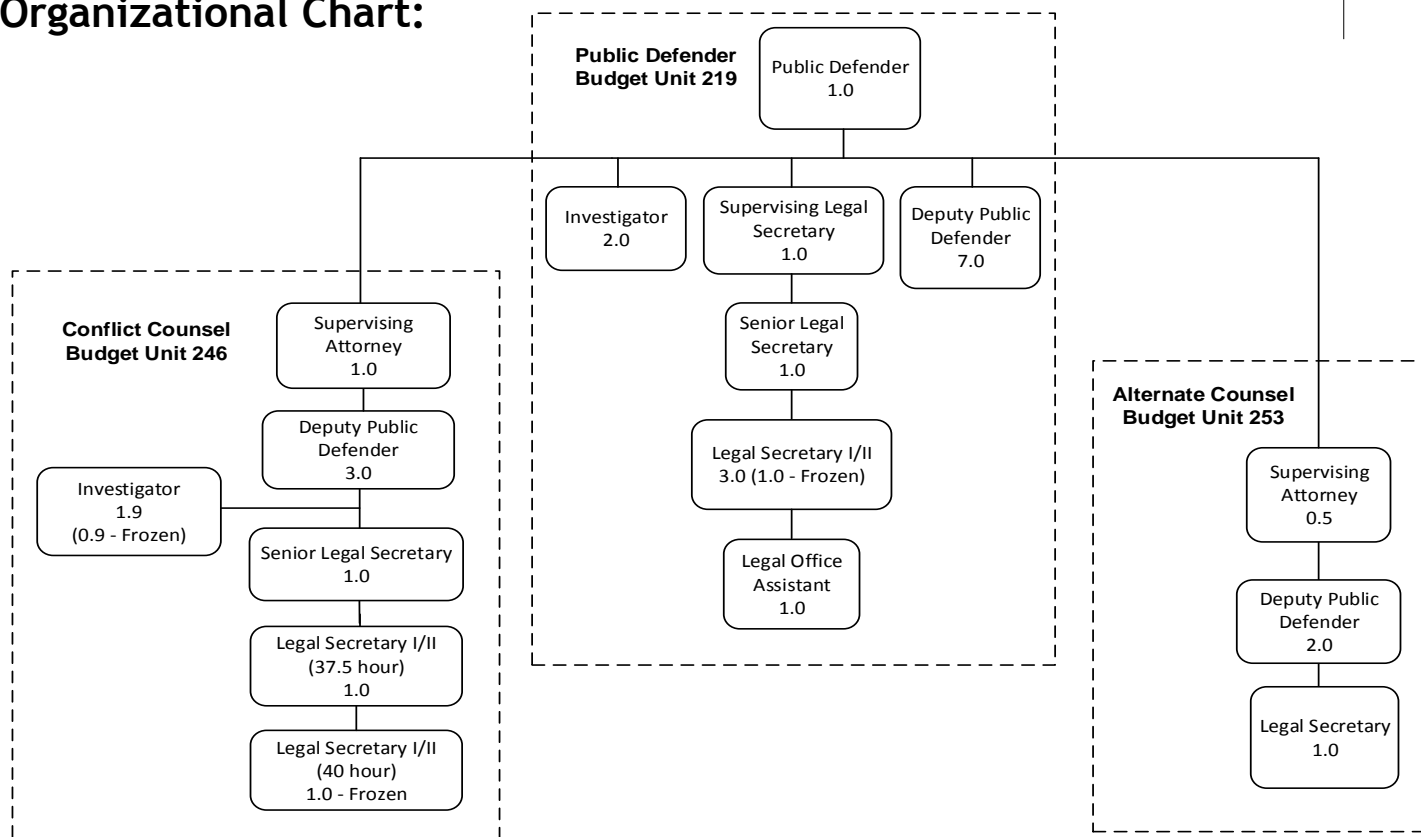 Organizational Chart:
Public Defender
Budget Unit 219
Public Defender
1.0
Investigator
2.0
Supervising Legal
Secretary
1.0
Deputy Public
Defender
7.0
Senior Legal
Secretary
1.0
Legal Secretary I/II
3.0 (1.0 - Frozen)
Legal Office
Assistant
1.0
Conflict Counsel
Budget Unit 246
Supervising
Attorney
1.0
Deputy Public
Defender
3.0
Investigator
1.9
(0.9 - Frozen)
Senior Legal Secretary
1.0
Legal Secretary I/II
(37.5 hour)
1.0
Legal Secretary I/II
(40 hour)
1.0 - Frozen
Alternate Counsel
Budget Unit 253
Supervising
Attorney
0.5
Deputy Public
Defender
2.0
Legal Secretary
1.0